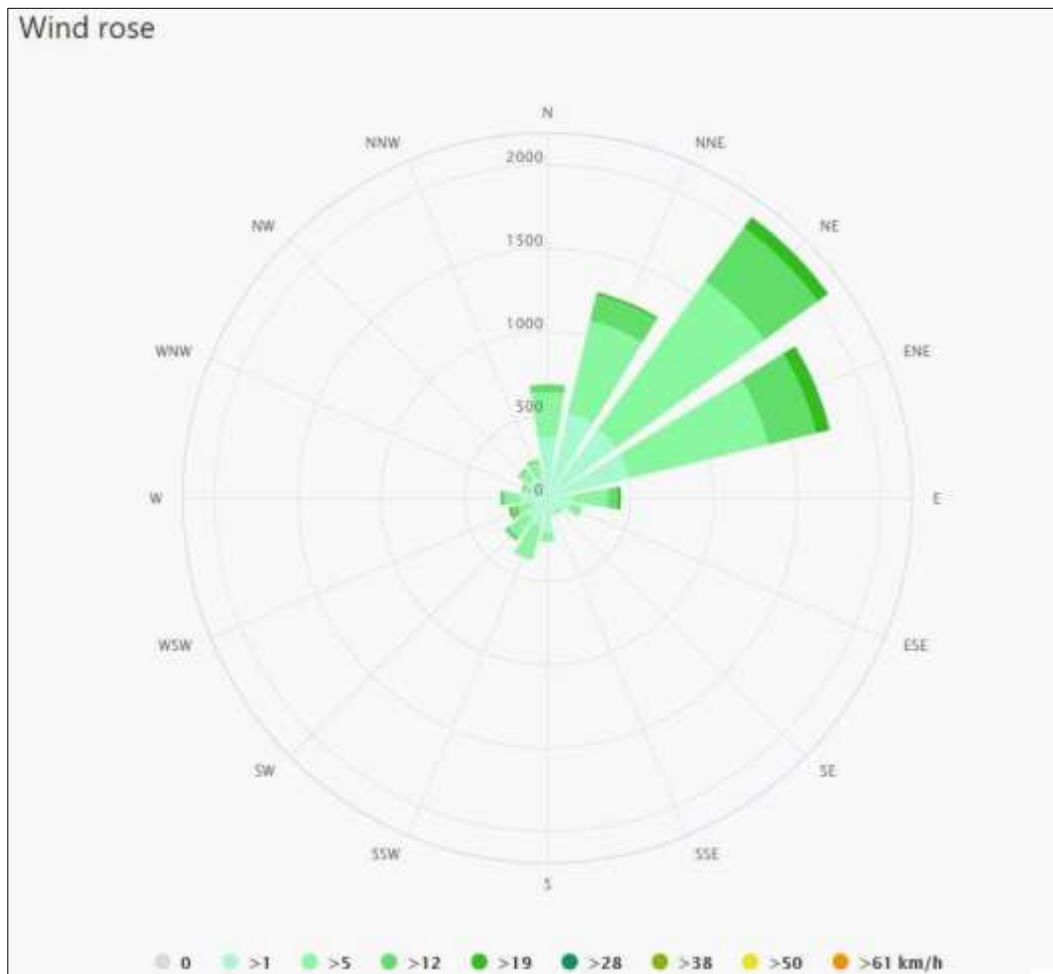 Wind rose
N
NNW
NNE
2000
NW
NE
1500
1000
WNW
ENE
500
0
W
E
WSW
ESE
SW
SE
SSW
SSE
S
0 >1 >5 >12 >19 >28 >38 >50 >61 km/h